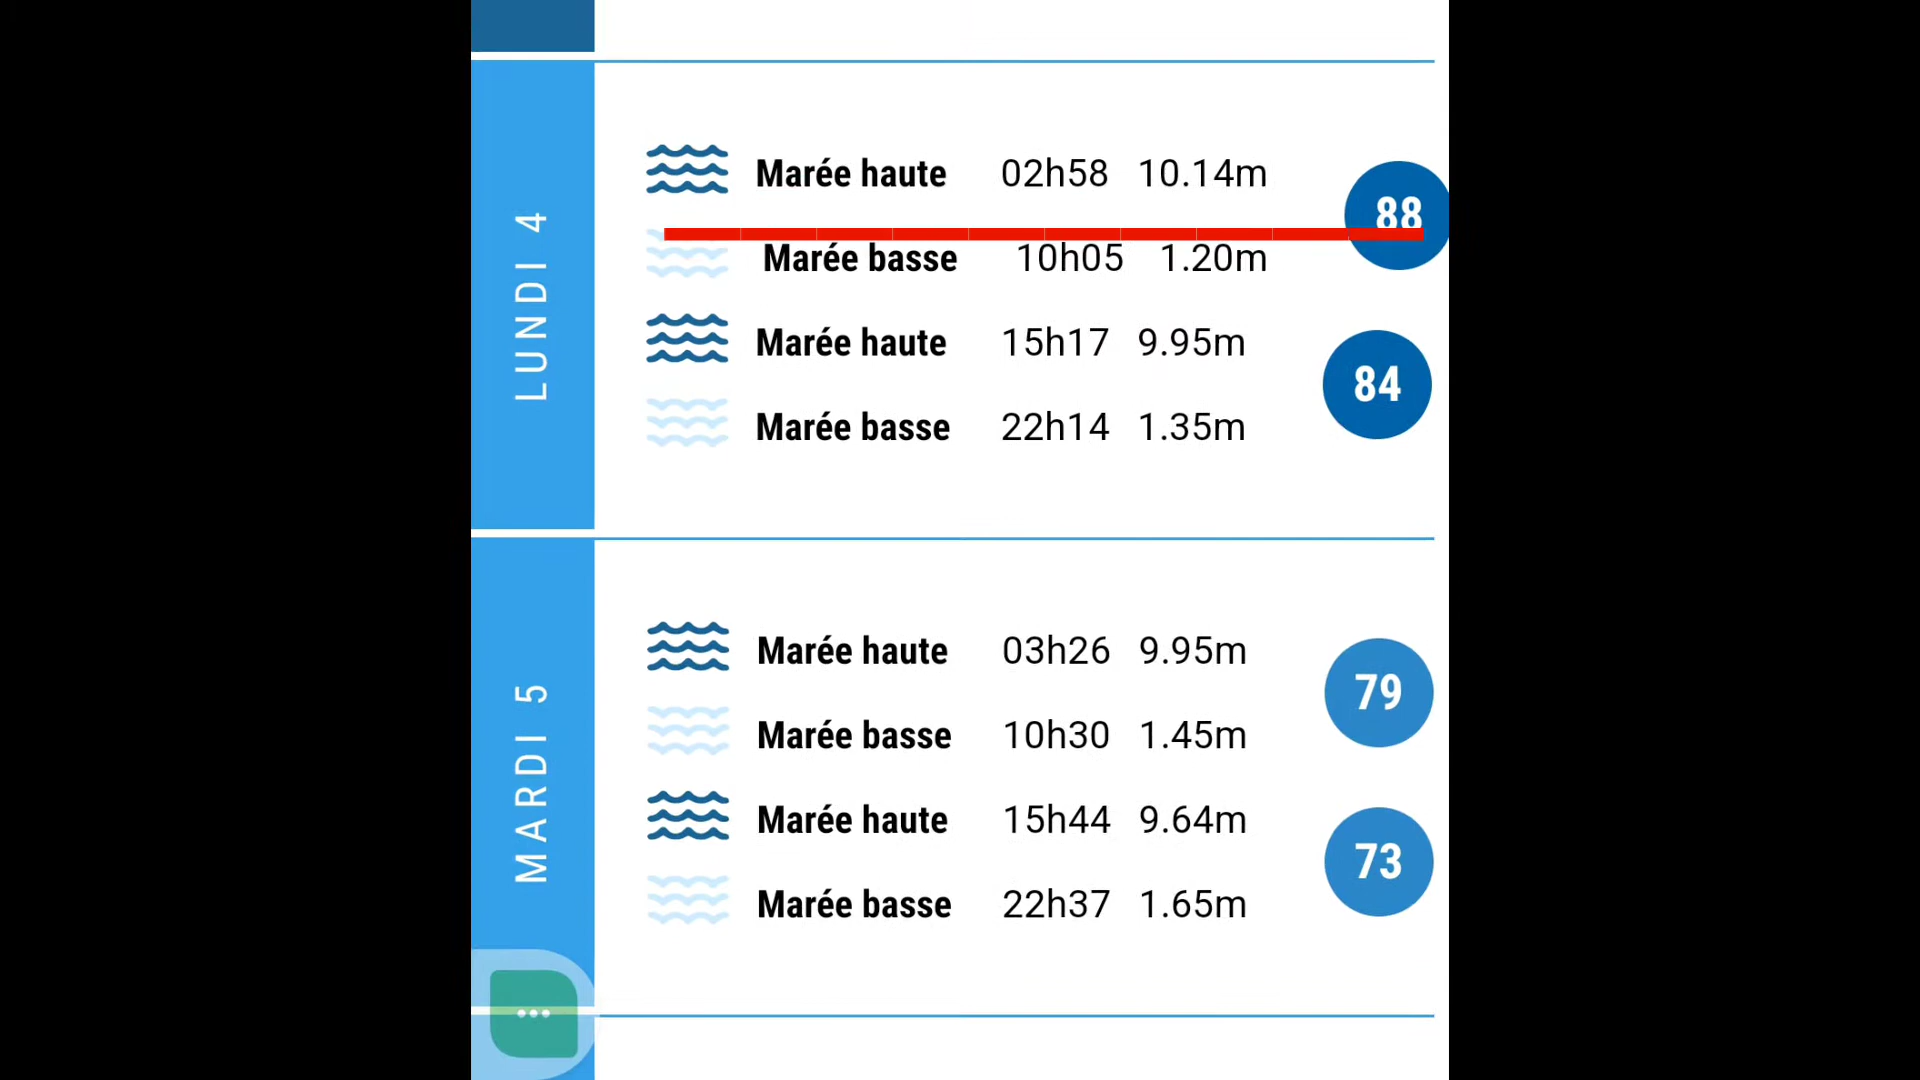 LUNDI 4
Marée haute 02h58 10.14m 88
Marée basse 10h05 1.20m
Marée haute 15h17 9.95m 84
Marée basse 22h14 1.35m
MARDI 5
Marée haute 03h26 9.95m 79
Marée basse 10h30 1.45m
Marée haute 15h44 9.64m 73
Marée basse 22h37 1.65m